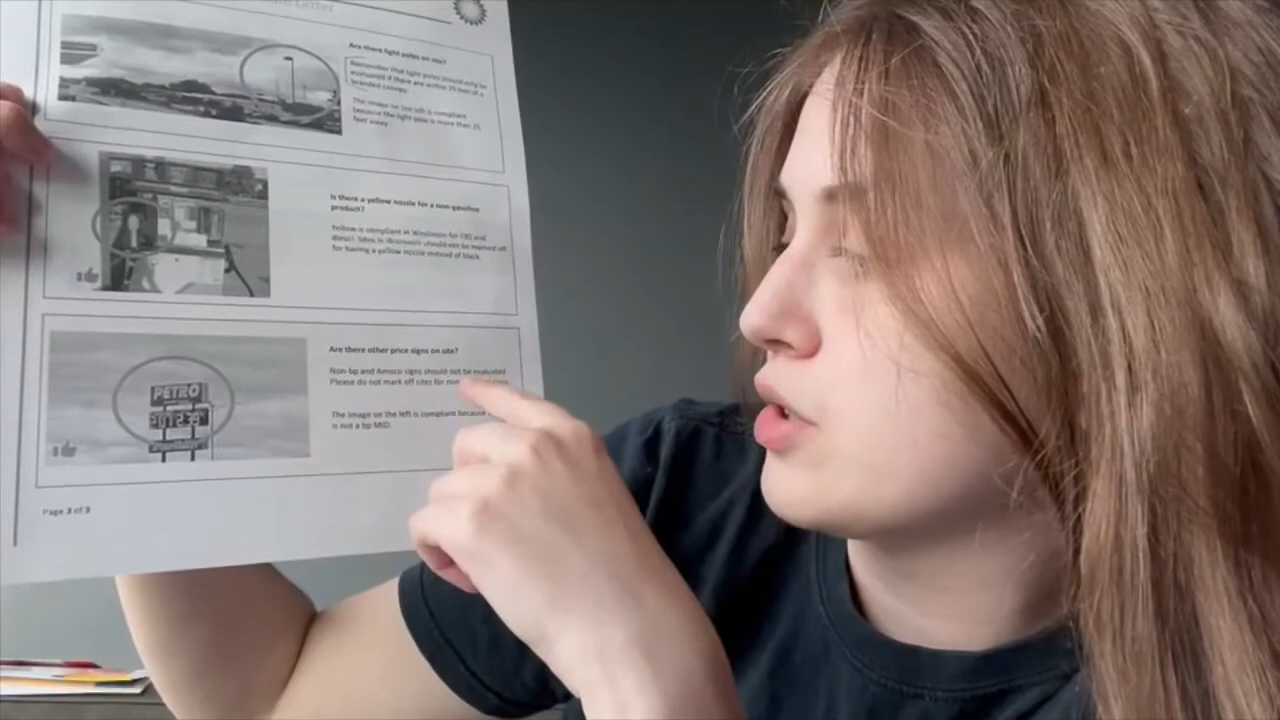 Are there light poles on site?
Remember that light poles should only be
evaluated if there are within 25 feet of a
branded canopy.
The image on the left is compliant
because the light pole is more than 25
feet away.
Is there a yellow nozzle for a non-gasoline
product?
Yellow is compliant in Wisconsin for E85 and
diesel. Sites in Wisconsin should not be marked off
for having a yellow nozzle instead of black.
PETRO
Are there other price signs on site?
Non-bp and Amoco signs should not be evaluated.
Please do not mark off sites for non
The image on the left is compliant because
is not a bp MID.
Page 3 of 3